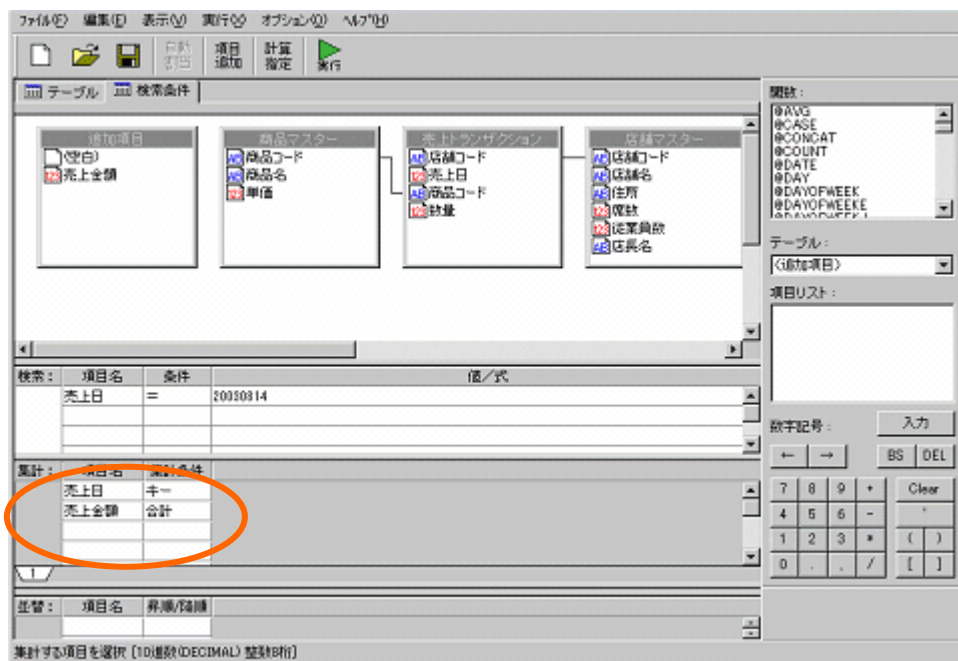 ファイル(F) 編集(E) 表示(V) 実行(X) オプション(O) ヘルプ(H)
自動割当 項目追加 計算指定 実行
テーブル 検索条件
関数：
@AVG
@CASE
@CONCAT
@COUNT
@DATE
@DAY
@DAYOFWEEK
@DAYOFWEEKE
@DAYOFWEEKJ
追加項目
(空白)
売上金額
商品マスター
商品コード
商品名
単価
売上トランザクション
店舗コード
売上日
商品コード
数量
店舗マスター
店舗コード
店舗名
住所
席数
従業員数
店長名
テーブル：
<追加項目>
項目リスト：
検索： 項目名 条件 値／式
売上日 = 20030814
集計： 項目名 集計条件
売上日 キー
売上金額 合計
1
並替： 項目名 昇順/降順
数字記号： 入力
← → BS DEL
7 8 9 + Clear
4 5 6 -
1 2 3 * ( )
0 . , / [ ]
集計する項目を選択 [10進数(DECIMAL) 整数8桁]